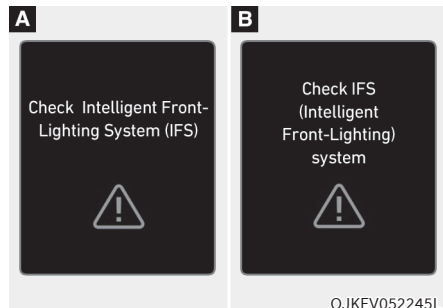 A
Check Intelligent Front-
Lighting System (IFS)
B
Check IFS
(Intelligent
Front-Lighting)
system
OJKEV052245L